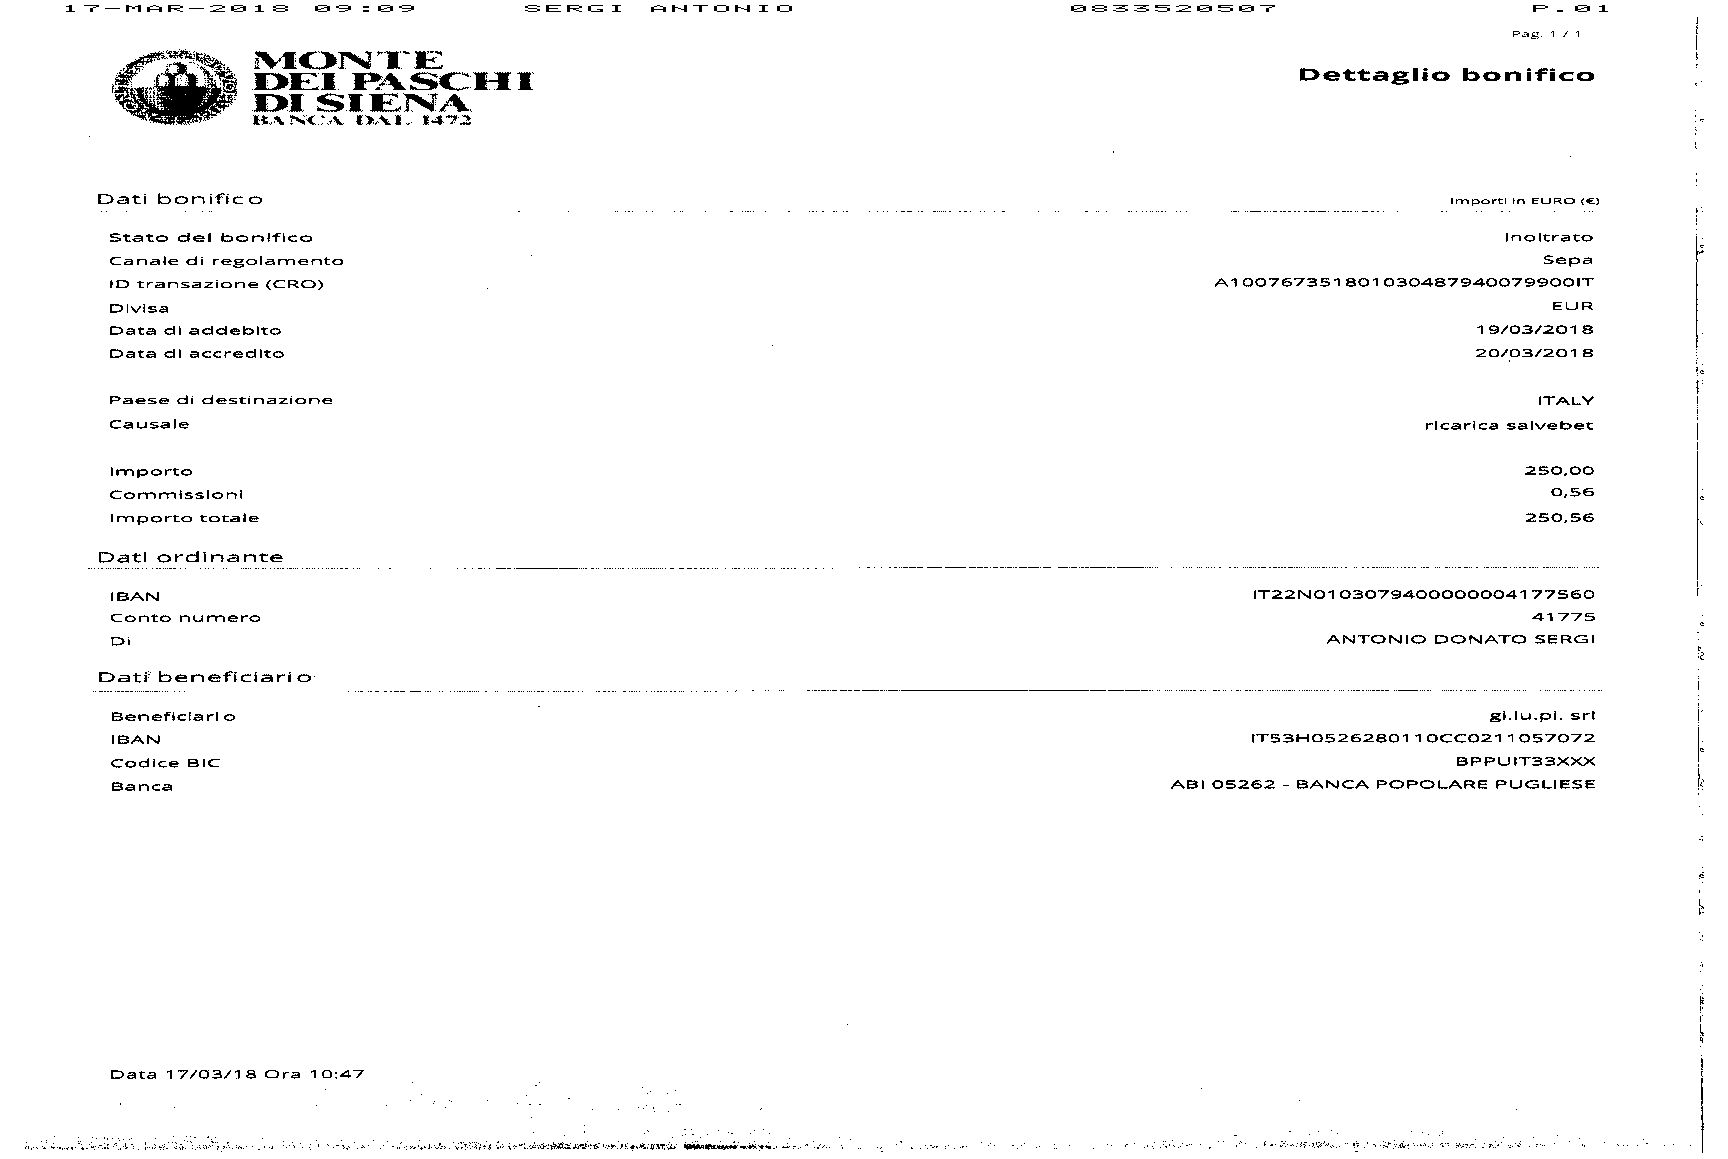 17-MAR-2018 09:09 SERGI ANTONIO 0833520507 P.01
Pag. 1 / 1
MONTE
DEI PASCHI
DI SIENA
BANCA DAL 1472
Dettaglio bonifico
Dati bonifico Importi in EURO (€)
Stato del bonifico Inoltrato
Canale di regolamento Sepa
ID transazione (CRO) A100767351801030487940079900IT
Divisa EUR
Data di addebito 19/03/2018
Data di accredito 20/03/2018
Paese di destinazione ITALY
Causale ricarica salvebet
Importo 250,00
Commissioni 0,56
Importo totale 250,56
Dati ordinante
IBAN IT22N0103079400000004177560
Conto numero 41775
Di ANTONIO DONATO SERGI
Dati beneficiario
Beneficiario gi.lu.pi. srl
IBAN IT53H0526280110CC0211057072
Codice BIC BPPUIT33XXX
Banca ABI 05262 - BANCA POPOLARE PUGLIESE
Data 17/03/18 Ora 10:47